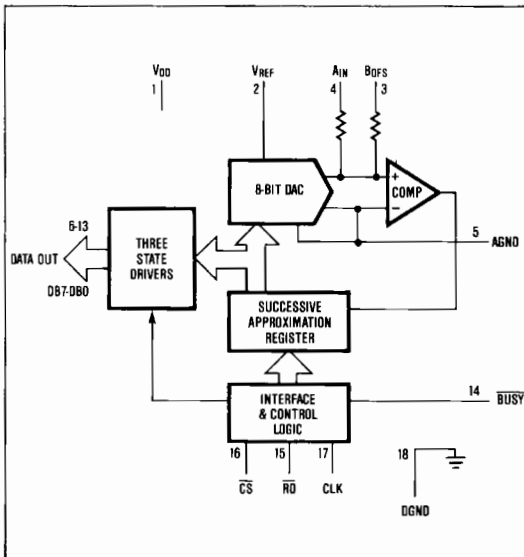 VDD
1
VREF
2
AIN
4
BOFS
3
8-BIT DAC
+
COMP
−
5
AGND
6-13
DATA OUT
DB7-DB0
THREE
STATE
DRIVERS
SUCCESSIVE
APPROXIMATION
REGISTER
INTERFACE
& CONTROL
LOGIC
14
BUSY
16
15
17
CS
RD
CLK
18
DGND